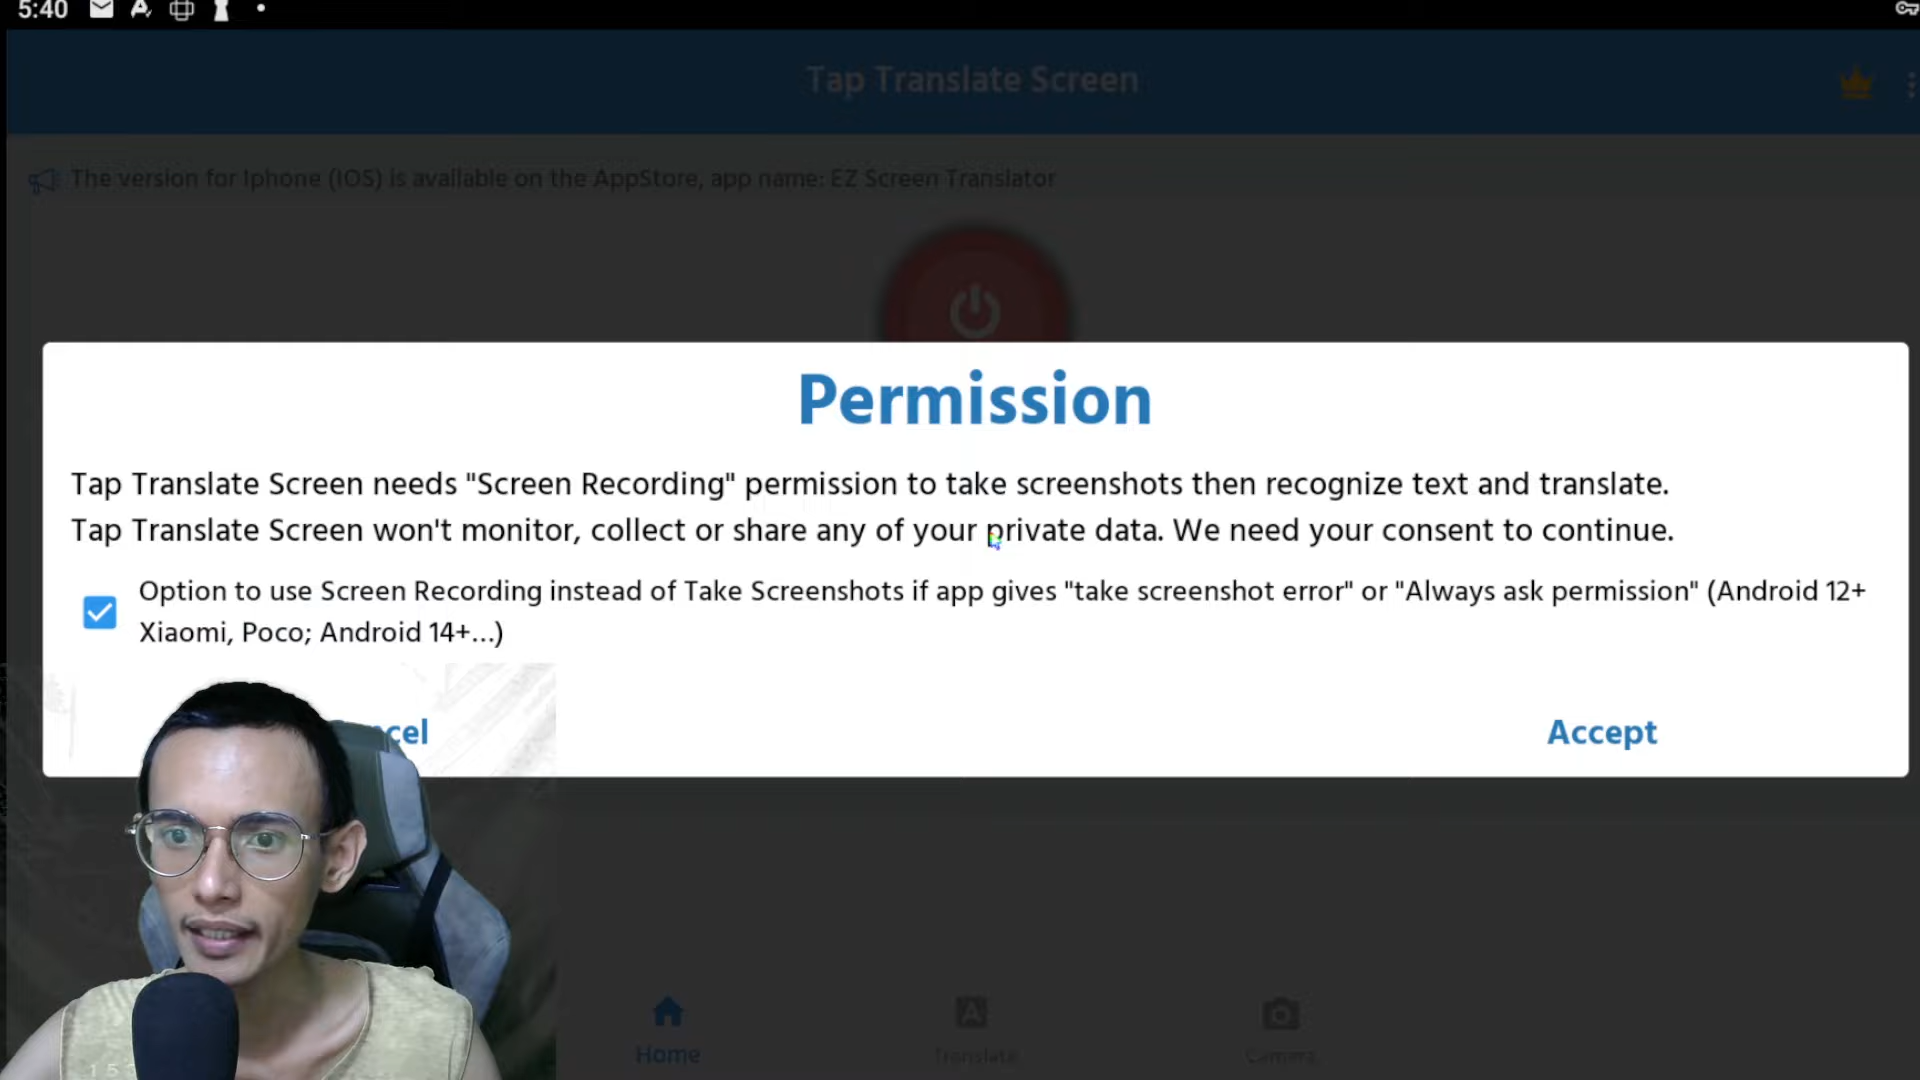 5:40
Tap Translate Screen
The version for Iphone (IOS) is available on the AppStore, app name: EZ Screen Translator
Permission
Tap Translate Screen needs "Screen Recording" permission to take screenshots then recognize text and translate.
Tap Translate Screen won't monitor, collect or share any of your private data. We need your consent to continue.
Option to use Screen Recording instead of Take Screenshots if app gives "take screenshot error" or "Always ask permission" (Android 12+
Xiaomi, Poco; Android 14+...)
cel
Accept
Home
Translate
Camera